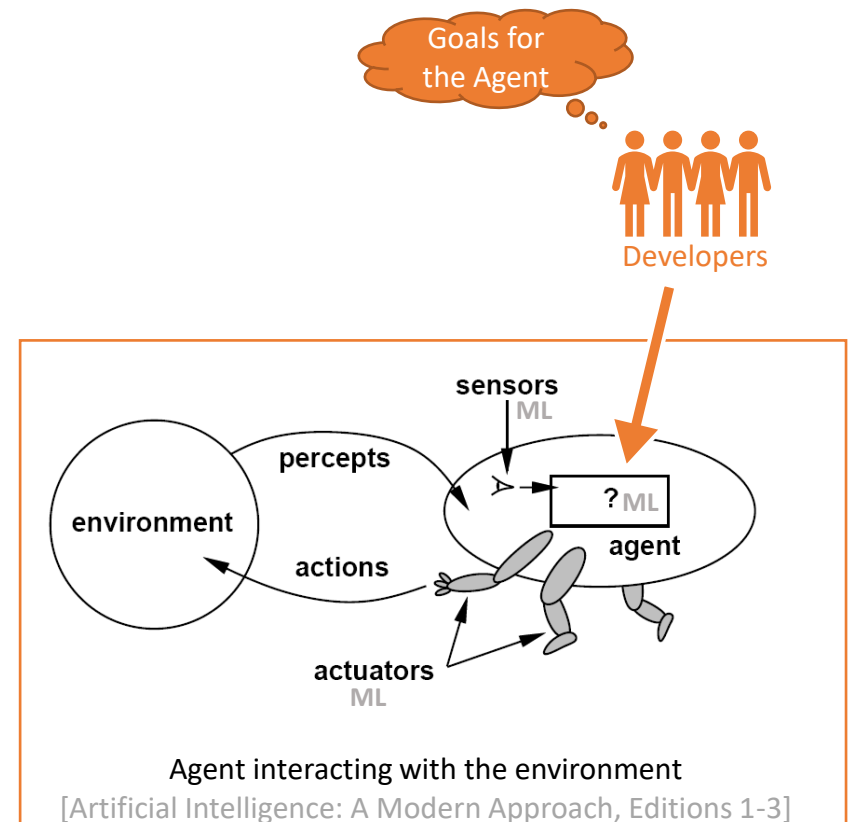 Goals for
the Agent
Developers
sensors
ML
percepts
environment
? ML
agent
actions
actuators
ML
Agent interacting with the environment
[Artificial Intelligence: A Modern Approach, Editions 1-3]